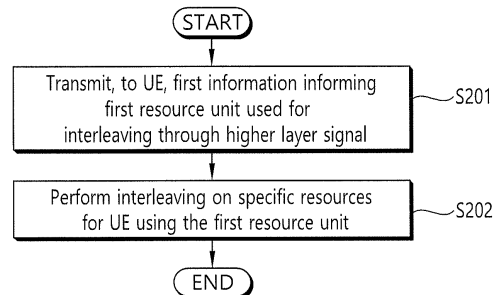 START
Transmit, to UE, first information informing
first resource unit used for
interleaving through higher layer signal
S201
Perform interleaving on specific resources
for UE using the first resource unit
S202
END